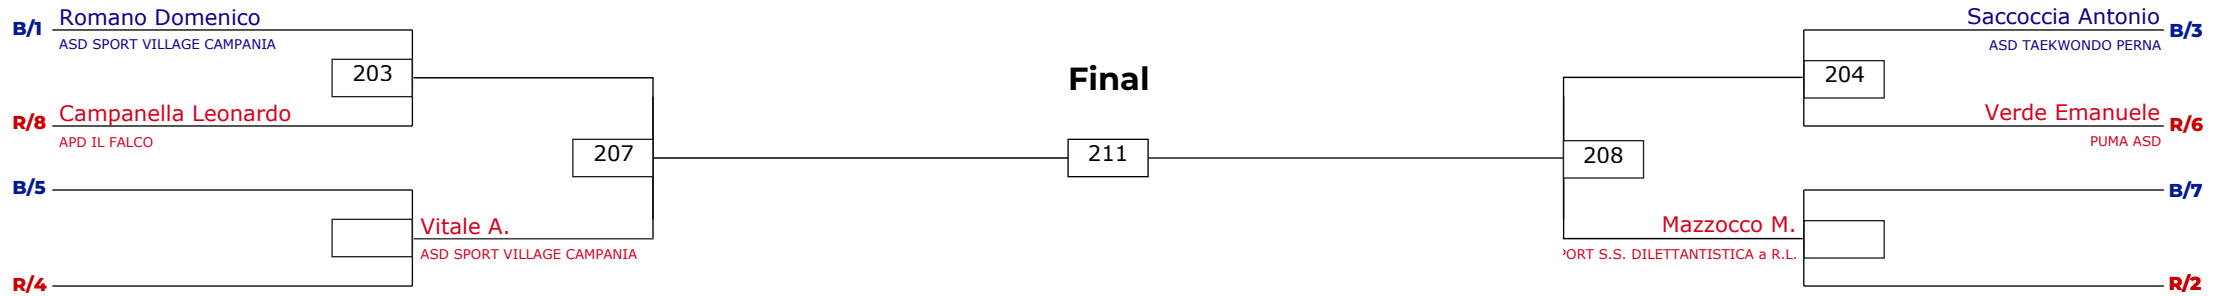 B/1 Romano Domenico
ASD SPORT VILLAGE CAMPANIA
203
R/8 Campanella Leonardo
APD IL FALCO
207
B/5
Vitale A.
ASD SPORT VILLAGE CAMPANIA
R/4
Final
211
Saccoccia Antonio B/3
ASD TAEKWONDO PERNA
204
Verde Emanuele R/6
PUMA ASD
208
B/7
Mazzocco M.
PORT S.S. DILETTANTISTICA a R.L.
R/2